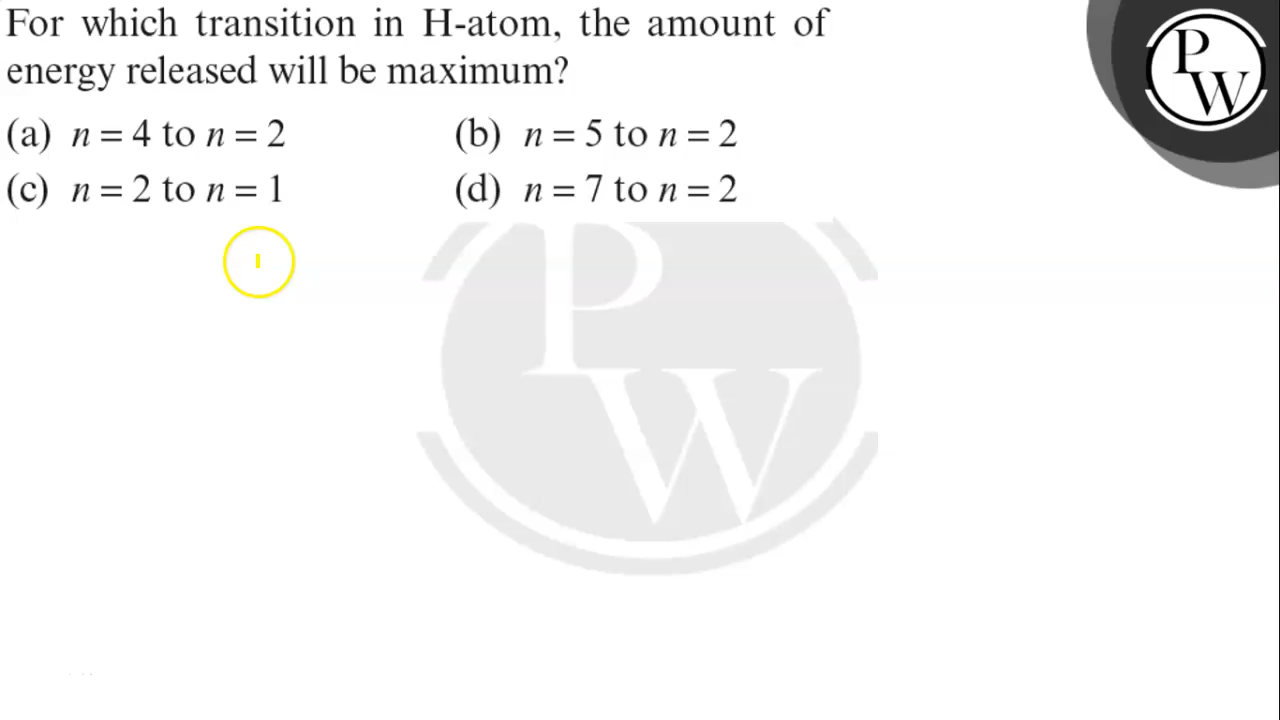 For which transition in H-atom, the amount of
energy released will be maximum?
(a) n = 4 to n = 2 (b) n = 5 to n = 2
(c) n = 2 to n = 1 (d) n = 7 to n = 2
PW
PW